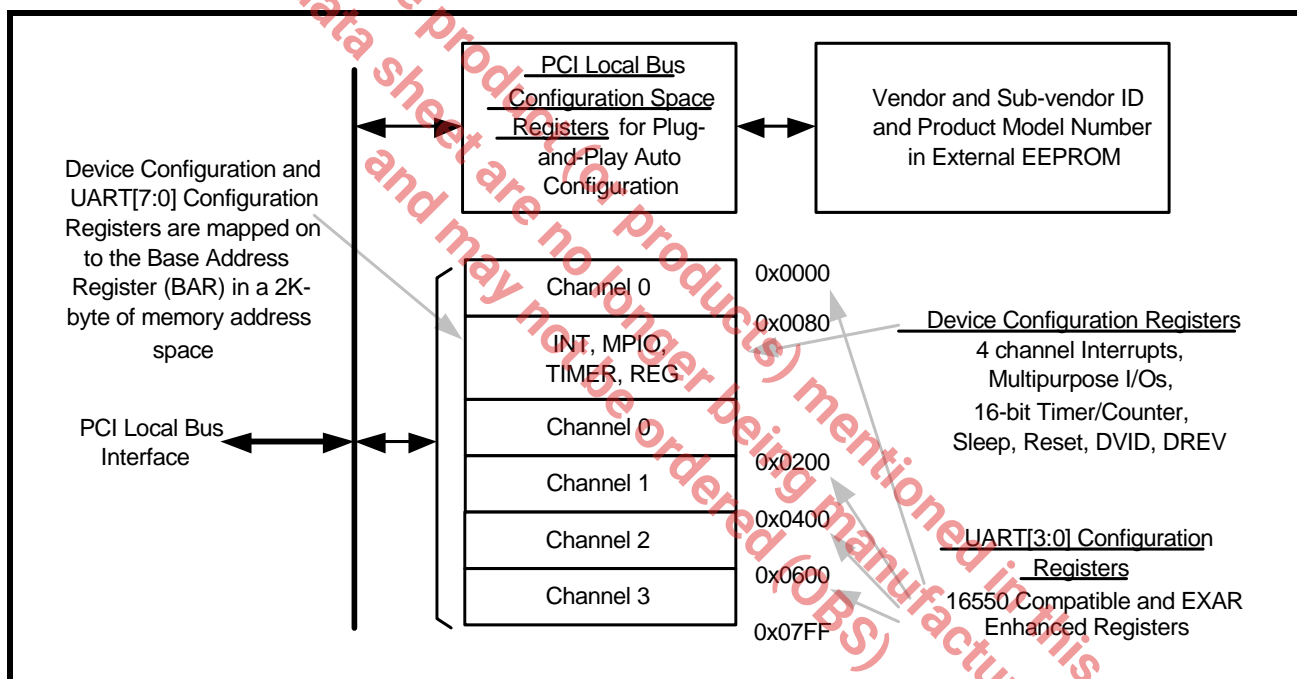 PCI Local Bus
Configuration Space
Registers for Plug-
and-Play Auto
Configuration
Vendor and Sub-vendor ID
and Product Model Number
in External EEPROM
Device Configuration and
UART[7:0] Configuration
Registers are mapped on
to the Base Address
Register (BAR) in a 2K-
byte of memory address
space
PCI Local Bus
Interface
Channel 0
INT, MPIO,
TIMER, REG
Channel 0
Channel 1
Channel 2
Channel 3
0x0000
0x0080
0x0200
0x0400
0x0600
0x07FF
Device Configuration Registers
4 channel Interrupts,
Multipurpose I/Os,
16-bit Timer/Counter,
Sleep, Reset, DVID, DREV
UART[3:0] Configuration
Registers
16550 Compatible and EXAR
Enhanced Registers
product (or products) mentioned in this
data sheet are no longer being
and may not be ordered (OBS)